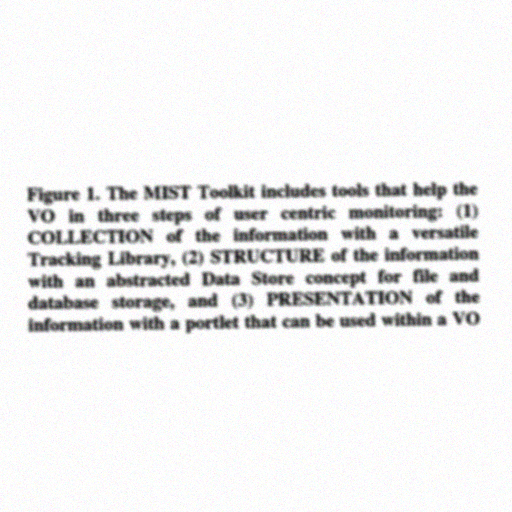 Figure 1. The MIST Toolkit includes tools that help the
VO in three steps of user centric monitoring: (1)
COLLECTION of the information with a versatile
Tracking Library, (2) STRUCTURE of the information
with an abstracted Data Store concept for file and
database storage, and (3) PRESENTATION of the
information with a portlet that can be used within a VO